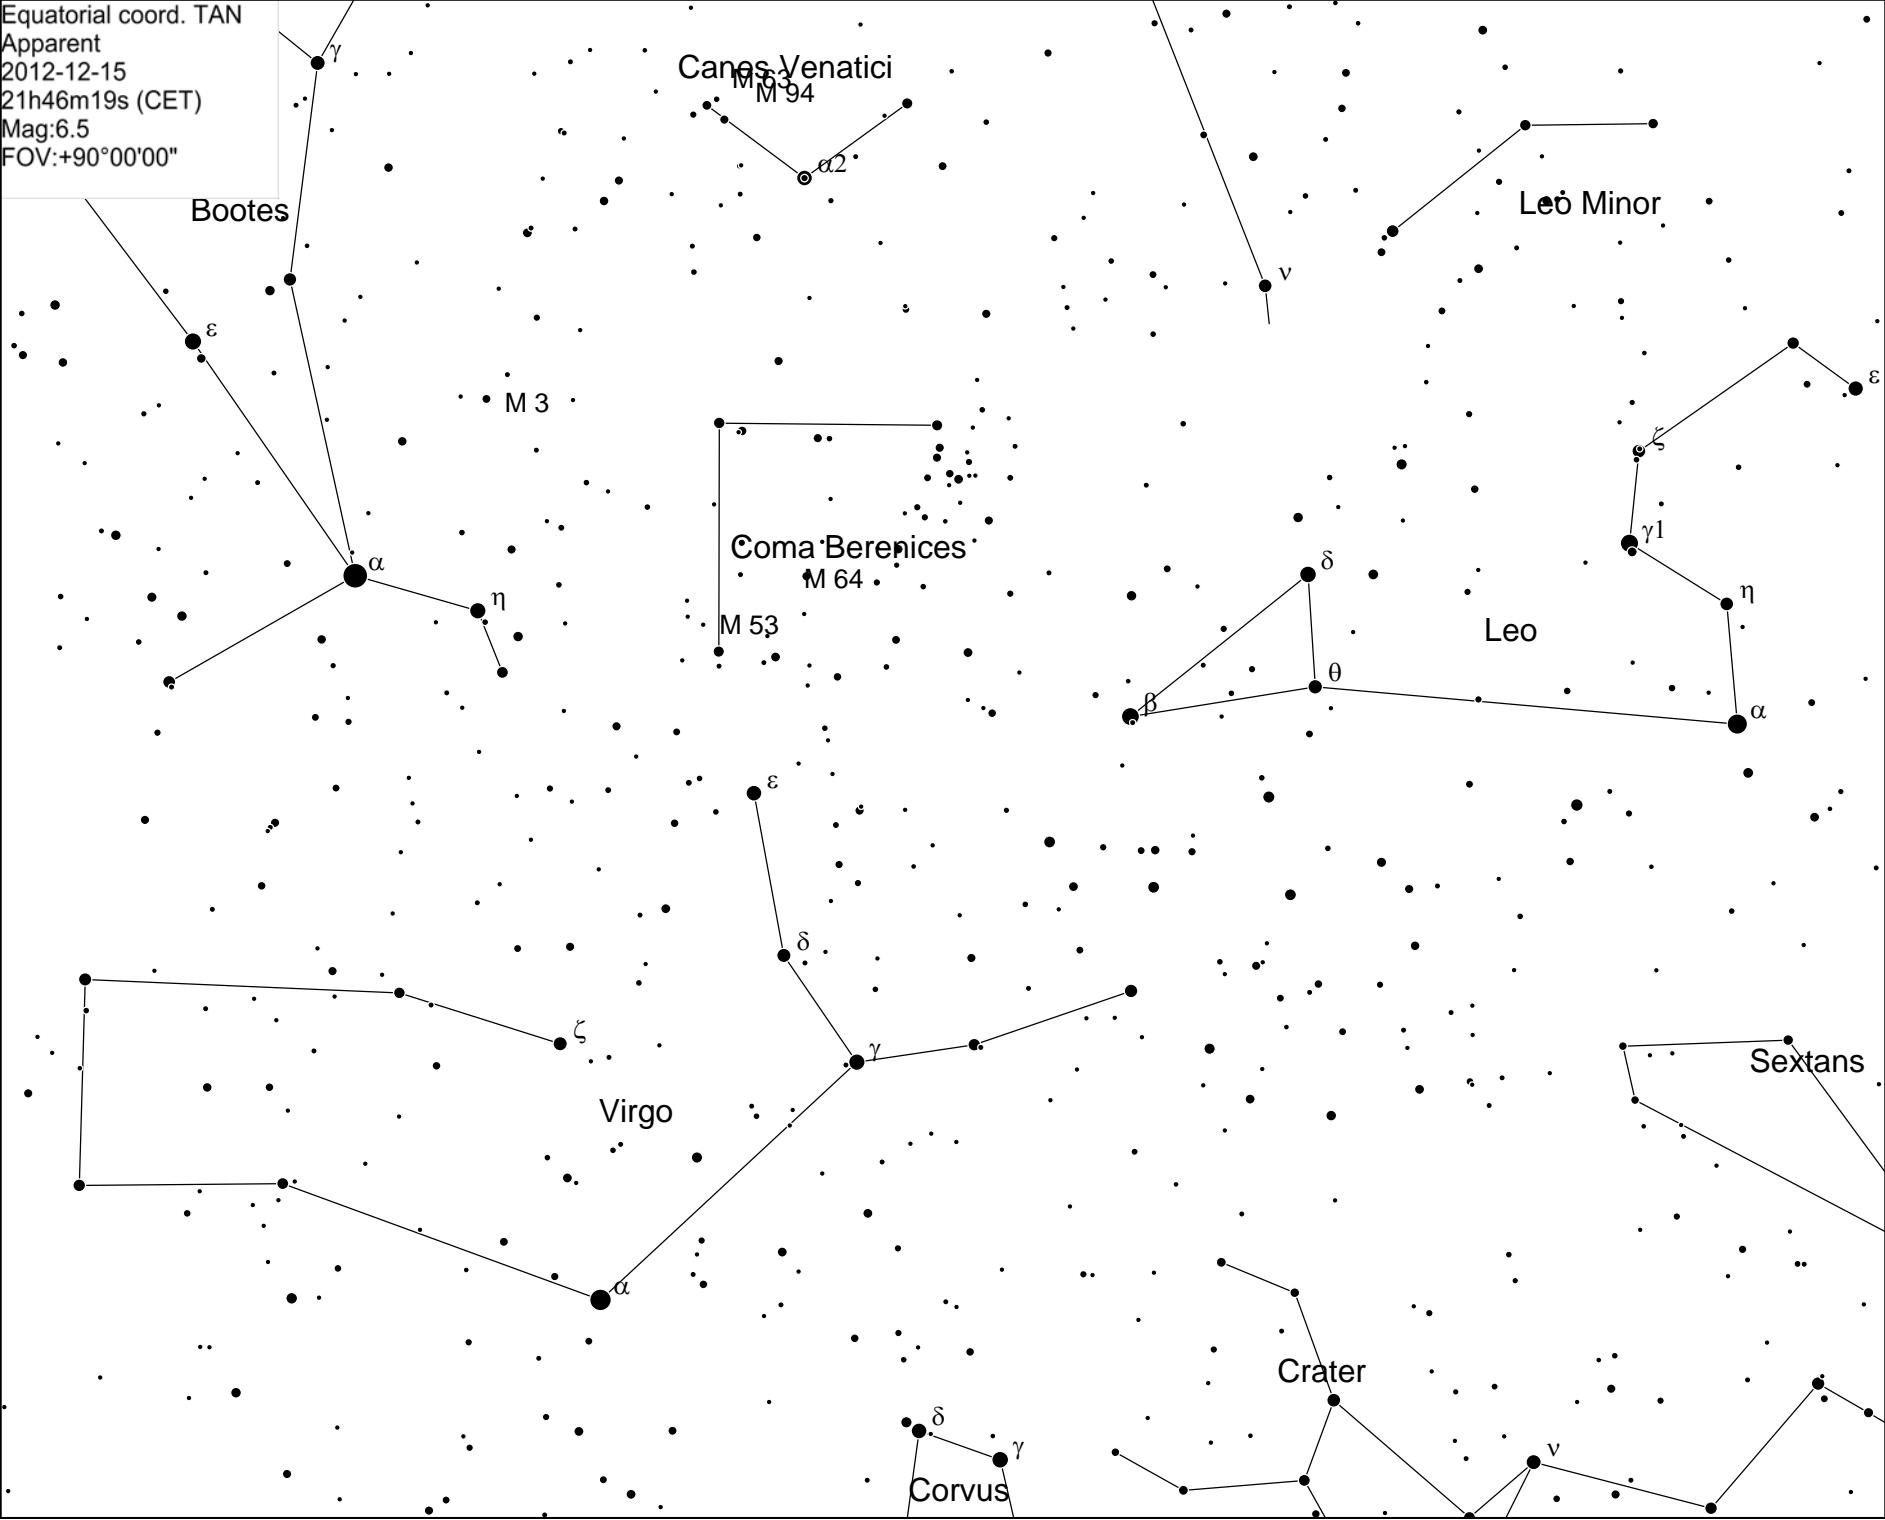 Equatorial coord. TAN
Apparent
2012-12-15
21h46m19s (CET)
Mag:6.5
FOV:+90°00'00"
γ
Canes Venatici
M 63
M 94
α2
Bootes
Leo Minor
ν
ε
ε
M 3
ζ
γ1
Coma Berenices
α
δ
M 64
η
η
M 53
Leo
θ
β
α
ε
δ
ζ
γ
Sextans
Virgo
α
Crater
δ
γ
ν
Corvus